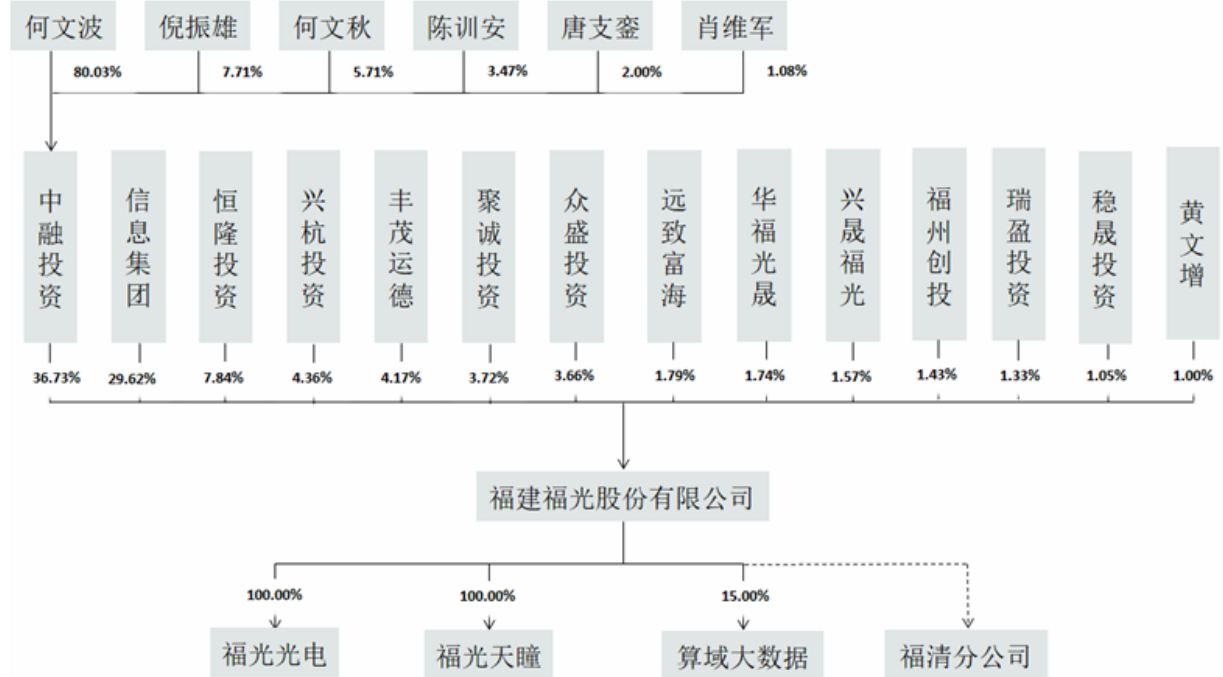 何文波 倪振雄 何文秋 陈训安 唐支銮 肖维军
80.03% 7.71% 5.71% 3.47% 2.00% 1.08%
中融投资
信息集团
恒隆投资
兴杭投资
丰茂运德
聚诚投资
众盛投资
远致富海
华福光晟
兴晟福光
福州创投
瑞盈投资
稳晟投资
黄文增
36.73% 29.62% 7.84% 4.36% 4.17% 3.72% 3.66% 1.79% 1.74% 1.57% 1.43% 1.33% 1.05% 1.00%
福建福光股份有限公司
100.00% 100.00% 15.00%
福光光电 福光天瞳 算域大数据 福清分公司